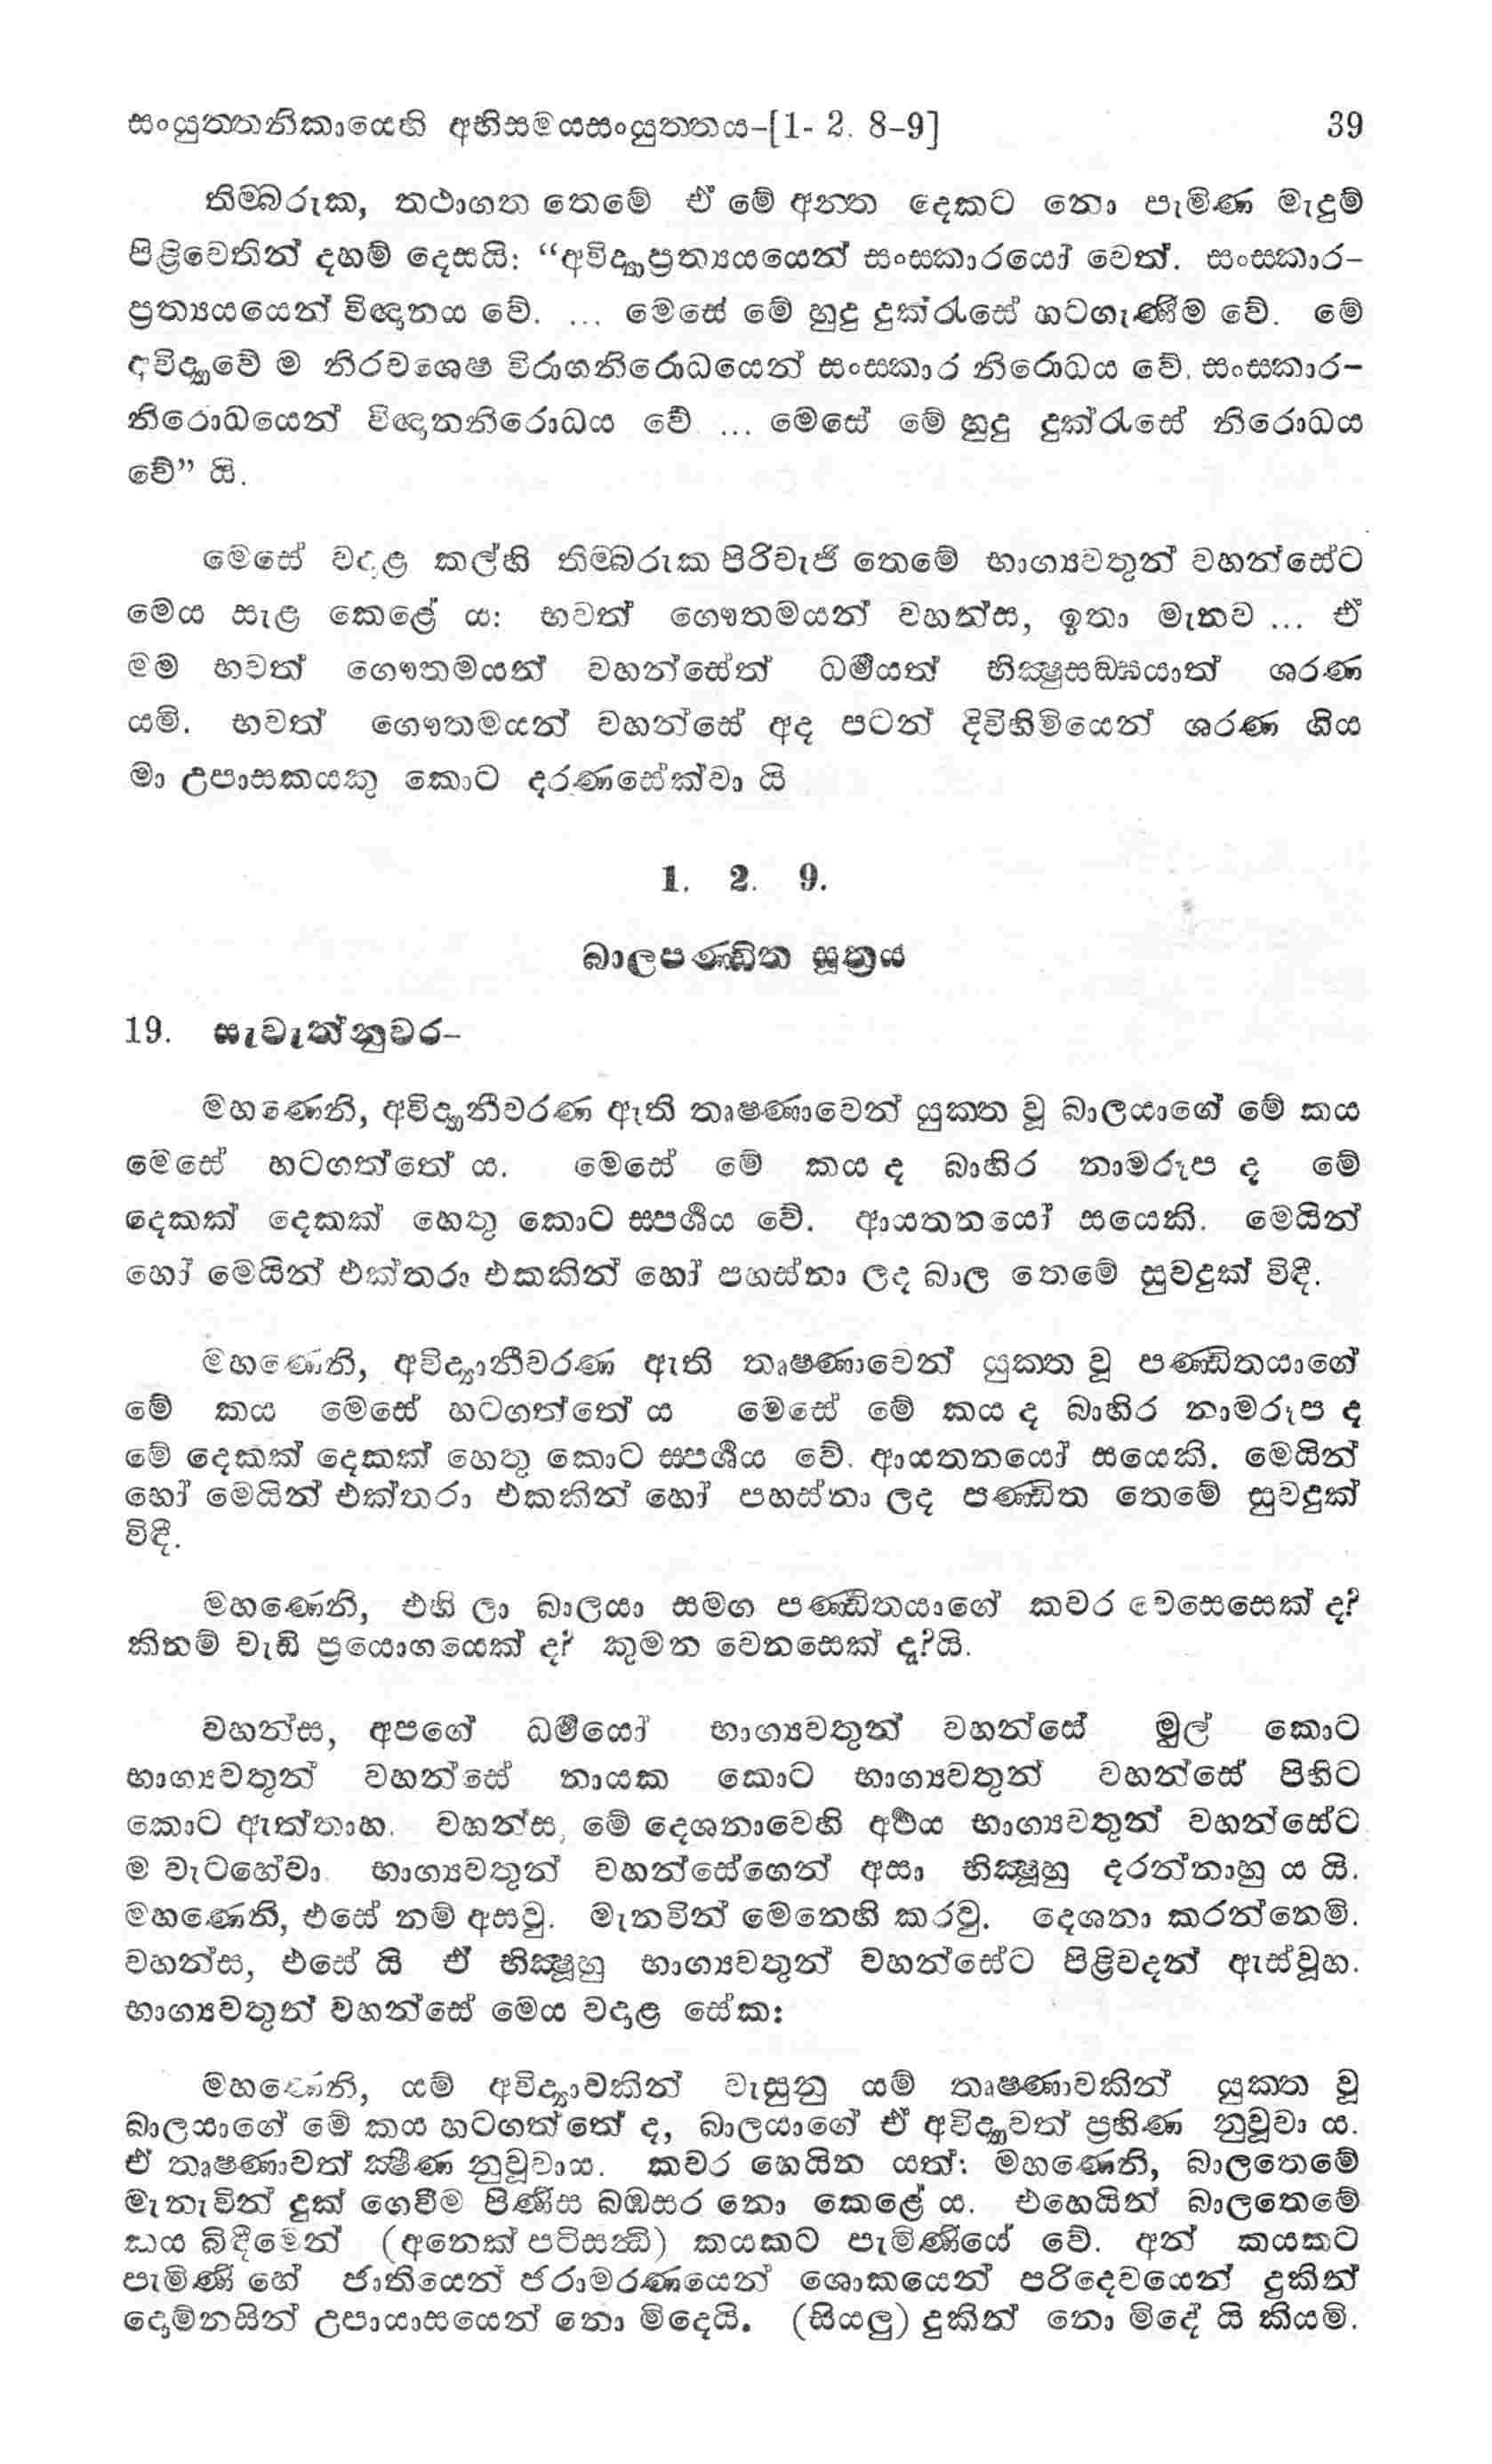 සංයුත්තනිකායෙහි අභිසමයසංයුත්තය-[1- 2. 8-9] 39
තිම්බරුක, තථාගත තෙමේ ඒ මේ අන්ත දෙකට නො පැමිණ මැදුම්
පිළිවෙතින් දහම් දෙසයි: “අවිද්‍යාප්‍රත්‍යයයෙන් සංස්කාරයෝ වෙත්. සංස්කාර-
ප්‍රත්‍යයයෙන් විඥානය වේ. ... මෙසේ මේ හුදු දුක්රැසේ හටගැණීම වේ. මේ
අවිද්‍යාවේ ම නිරවශෙෂ විරාගනිරොධයෙන් සංස්කාර නිරොධය වේ. සංස්කාර-
නිරොධයෙන් විඥානනිරොධය වේ ... මෙසේ මේ හුදු දුක්රැසේ නිරොධය
වේ” යි.
මෙසේ වදාළ කල්හි තිම්බරුක පිරිවැජි තෙමේ භාග්‍යවතුන් වහන්සේට
මෙය සැළ කෙළේ ය: භවත් ගෞතමයන් වහන්ස, ඉතා මැනව ... ඒ
මම භවත් ගෞතමයන් වහන්සේත් ධර්මයත් භික්ෂුසඞ්ඝයාත් ශරණ
යමි. භවත් ගෞතමයන් වහන්සේ අද පටන් දිවිහිමියෙන් ශරණ ගිය
මා උපාසකයකු කොට දරණසේක්වා යි
1. 2. 9.
බාලපණ්ඩිත සූත්‍රය
19. සැවැත්නුවර-
මහණෙනි, අවිද්‍යානීවරණ ඇති තෘෂ්ණාවෙන් යුක්ත වූ බාලයාගේ මේ කය
මෙසේ හටගත්තේ ය. මෙසේ මේ කය ද බාහිර නාමරූප ද මේ
දෙකක් දෙකක් හෙතු කොට ස්පර්ශය වේ. ආයතනයෝ සයෙකි. මෙයින්
හෝ මෙයින් එක්තරා එකකින් හෝ පහස්නා ලද බාල තෙමේ සුවදුක් විඳී.
මහණෙනි, අවිද්‍යානීවරණ ඇති තෘෂ්ණාවෙන් යුක්ත වූ පණ්ඩිතයාගේ
මේ කය මෙසේ හටගත්තේ ය මෙසේ මේ කය ද බාහිර නාමරූප ද
මේ දෙකක් දෙකක් හෙතු කොට ස්පර්ශය වේ. ආයතනයෝ සයෙකි. මෙයින්
හෝ මෙයින් එක්තරා එකකින් හෝ පහස්නා ලද පණ්ඩිත තෙමේ සුවදුක්
විඳී.
මහණෙනි, එහි ලා බාලයා සමග පණ්ඩිතයාගේ කවර වෙසෙසෙක් ද?
කිනම් වැඩි ප්‍රයොගයෙක් ද? කුමන වෙනසෙක් දැ?යි.
වහන්ස, අපගේ ධර්මයෝ භාග්‍යවතුන් වහන්සේ මුල් කොට
භාග්‍යවතුන් වහන්සේ නායක කොට භාග්‍යවතුන් වහන්සේ පිහිට
කොට ඇත්තාහ. වහන්ස, මේ දෙශනාවෙහි අර්ථය භාග්‍යවතුන් වහන්සේට
ම වැටහේවා. භාග්‍යවතුන් වහන්සේගෙන් අසා භික්ෂූහු දරන්නාහු ය යි.
මහණෙනි, එසේ නම් අසවු. මැනවින් මෙනෙහි කරවු. දෙශනා කරන්නෙමි.
වහන්ස, එසේ යි ඒ භික්ෂූහු භාග්‍යවතුන් වහන්සේට පිළිවදන් ඇස්වූහ.
භාග්‍යවතුන් වහන්සේ මෙය වදාළ සේක:
මහණෙනි, යම් අවිද්‍යාවකින් වැසුනු යම් තෘෂ්ණාවකින් යුක්ත වූ
බාලයාගේ මේ කය හටගත්තේ ද, බාලයාගේ ඒ අවිද්‍යාවත් ප්‍රහීණ නුවූවා ය.
ඒ තෘෂ්ණාවත් ක්ෂීණ නුවූවාය. කවර හෙයින යත්: මහණෙනි, බාලතෙමේ
මැනැවින් දුක් ගෙවීම පිණිස බඹසර නො කෙළේ ය. එහෙයින් බාලතෙමේ
කය බිඳීමෙන් (අනෙක් පටිසන්ධි) කයකට පැමිණියේ වේ. අන් කයකට
පැමිණි හේ ජාතියෙන් ජරාමරණයෙන් ශොකයෙන් පරිදෙවයෙන් දුකින්
දොම්නසින් උපායාසයෙන් නො මිදෙයි. (සියලු) දුකින් නො මිදේ යි කියමි.